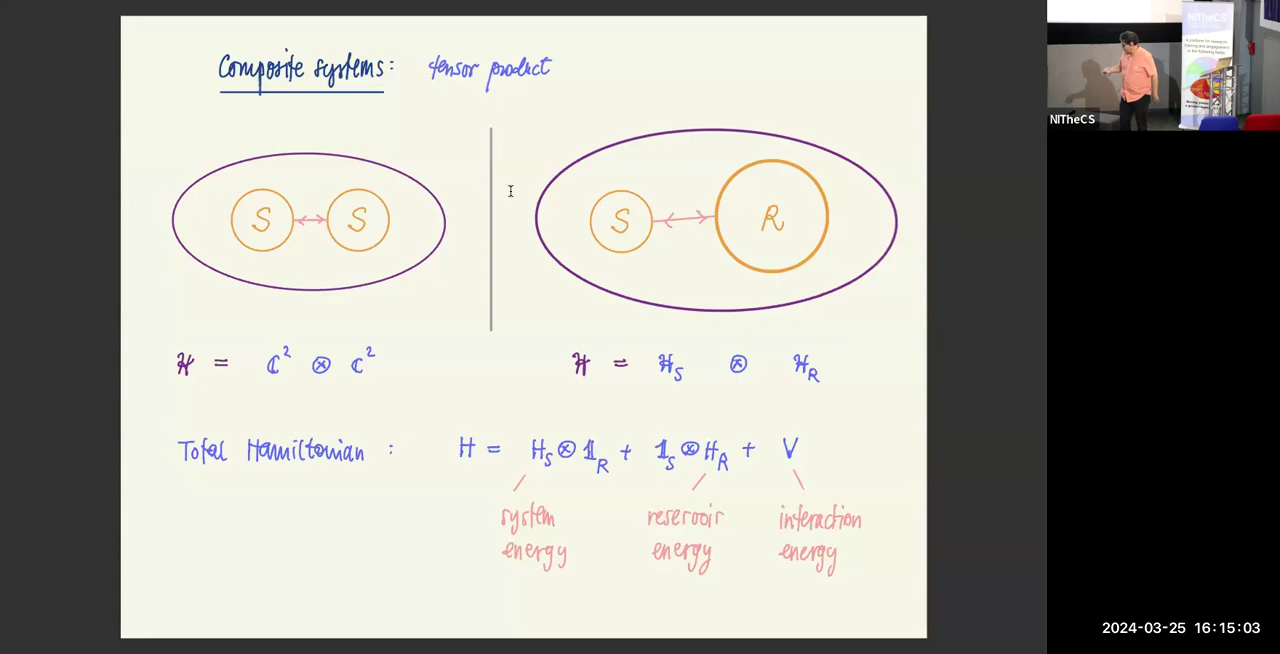 Composite systems: tensor product
S S
S R
ℋ = ℂ² ⊗ ℂ²
ℋ = ℋ_S ⊗ ℋ_R
Total Hamiltonian : H = H_S ⊗ 𝟙_R + 𝟙_S ⊗ H_R + V
system energy
reservoir energy
interaction energy
NITheCS
NITheCS
2024-03-25 16:15:03